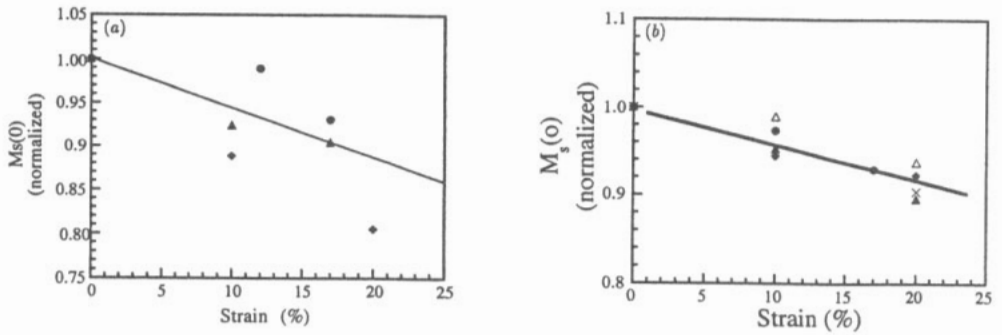 (a)
1.05
1.00
0.95
0.90
0.85
0.80
0.75
Ms(0)
(normalized)
0 5 10 15 20 25
Strain (%)
(b)
1.1
1.0
0.9
0.8
Ms(o)
(normalized)
0 5 10 15 20 25
Strain (%)